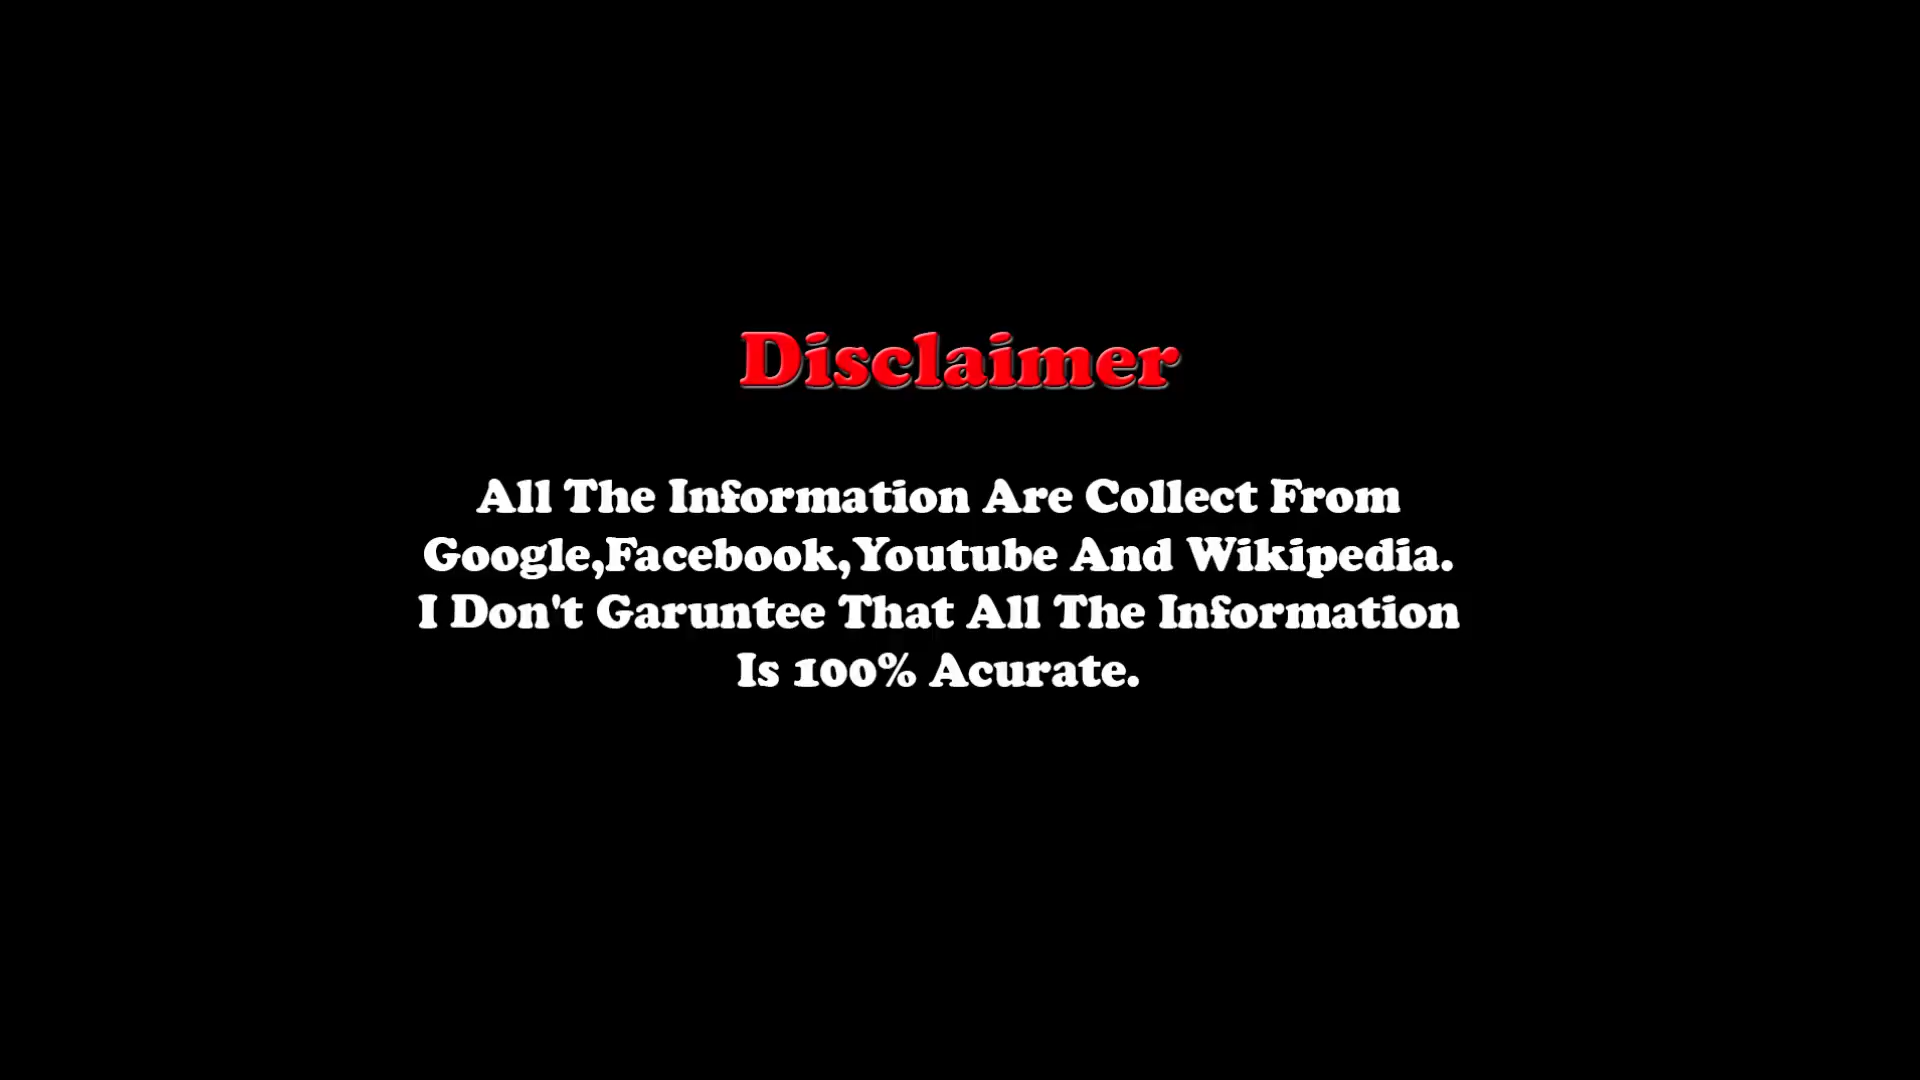 Disclaimer
All The Information Are Collect From
Google,Facebook,Youtube And Wikipedia.
I Don't Garuntee That All The Information
Is 100% Acurate.